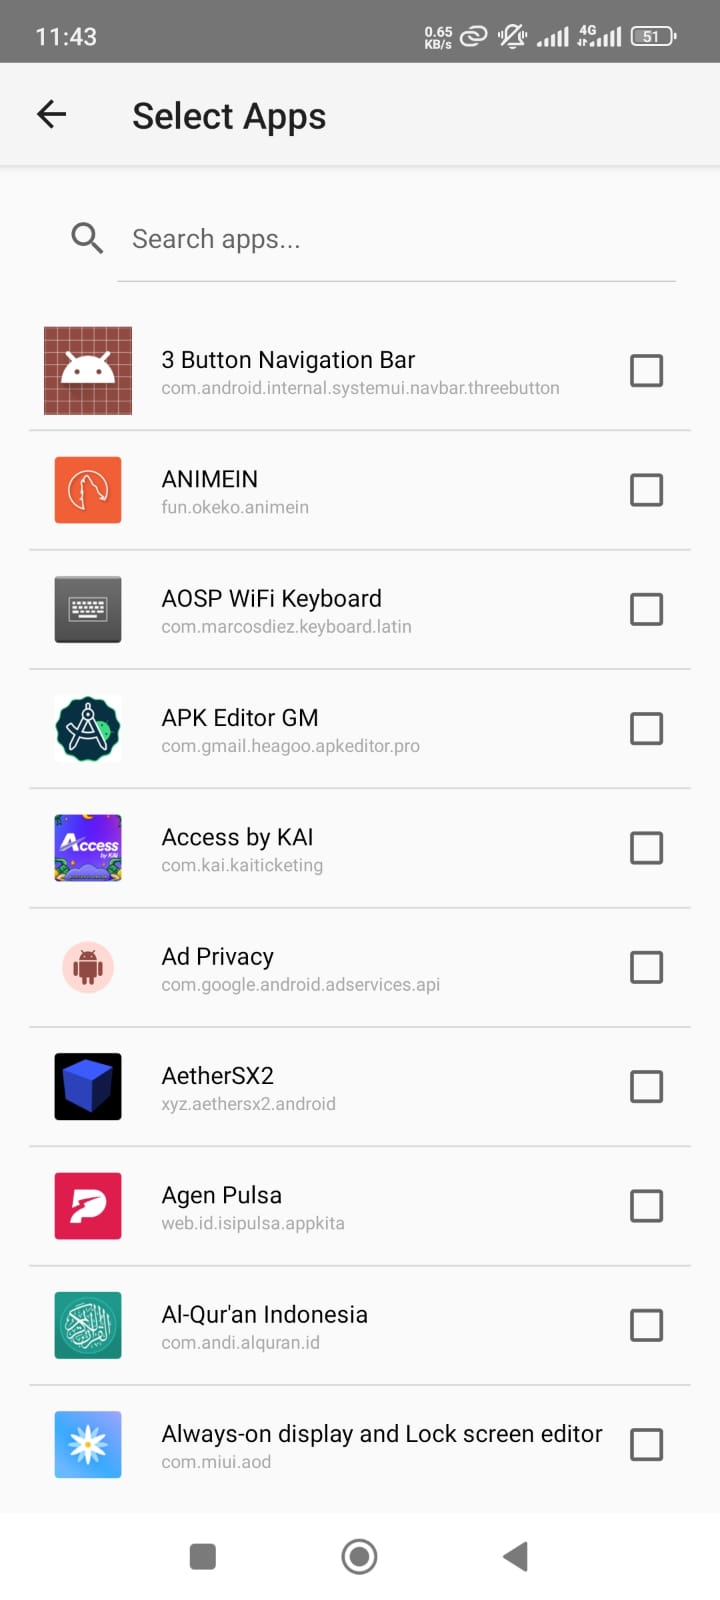 11:43
0.65
KB/s
4G
51
Select Apps
Search apps...
3 Button Navigation Bar
com.android.internal.systemui.navbar.threebutton
ANIMEIN
fun.okeko.animein
AOSP WiFi Keyboard
com.marcosdiez.keyboard.latin
APK Editor GM
com.gmail.heagoo.apkeditor.pro
Access
by KAI
Access by KAI
com.kai.kaiticketing
Ad Privacy
com.google.android.adservices.api
AetherSX2
xyz.aethersx2.android
Agen Pulsa
web.id.isipulsa.appkita
Al-Qur'an Indonesia
com.andi.alquran.id
Always-on display and Lock screen editor
com.miui.aod